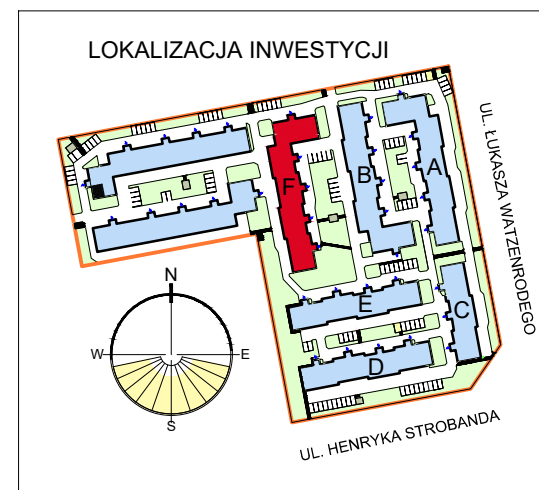 LOKALIZACJA INWESTYCJI
UL. ŁUKASZA WATZENRODEGO
A
B
F
C
E
D
N
W
E
S
UL. HENRYKA STROBANDA